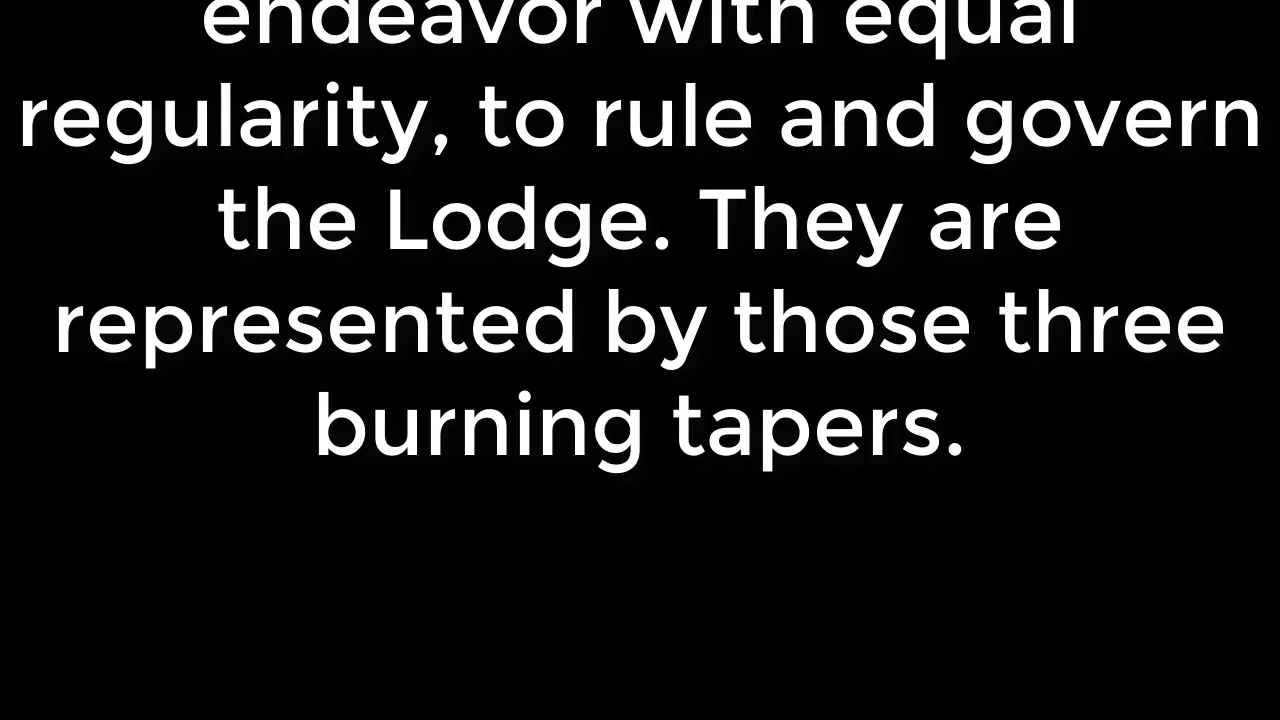 endeavor with equal
regularity, to rule and govern
the Lodge. They are
represented by those three
burning tapers.